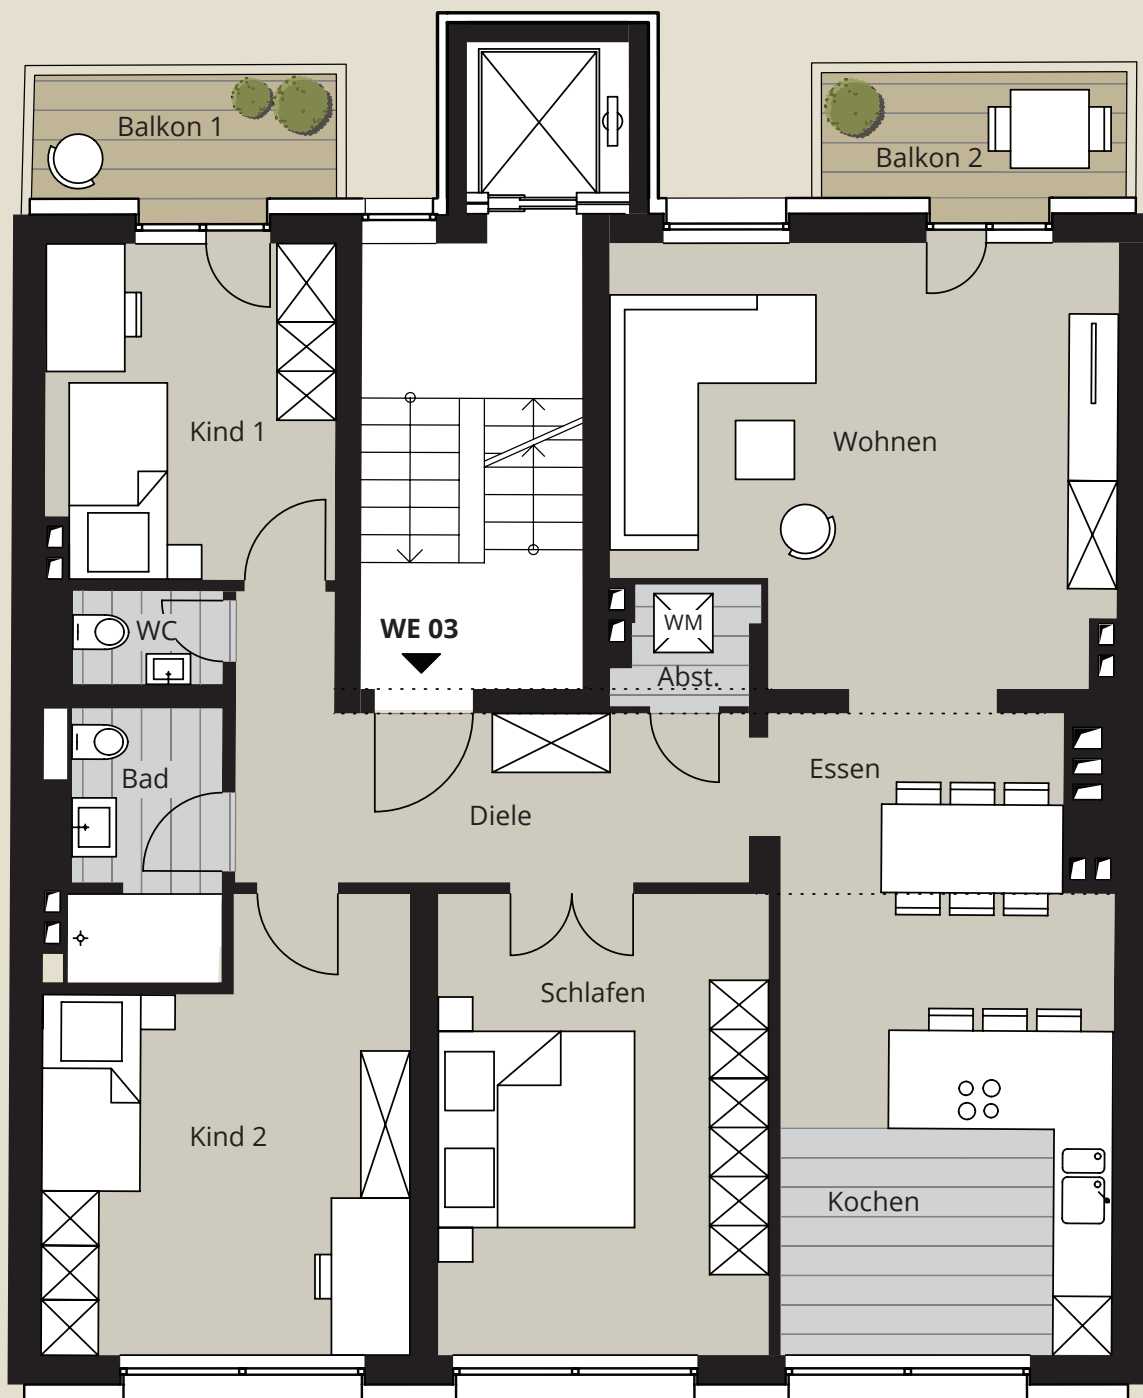 Balkon 1
Balkon 2
Kind 1
Wohnen
WC
WE 03
WM
Abst.
Bad
Essen
Diele
Schlafen
Kind 2
Kochen